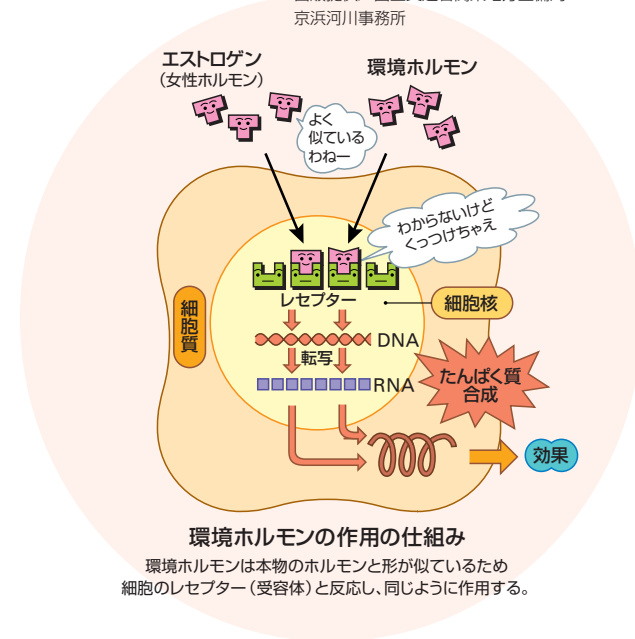 京浜河川事務所
エストロゲン
（女性ホルモン）
環境ホルモン
よく
似ている
わねー
わからないけど
くっつけちゃえ
レセプター
細胞核
細胞質
DNA
転写
RNA
たんぱく質
合成
効果
環境ホルモンの作用の仕組み
環境ホルモンは本物のホルモンと形が似ているため
細胞のレセプター（受容体）と反応し、同じように作用する。